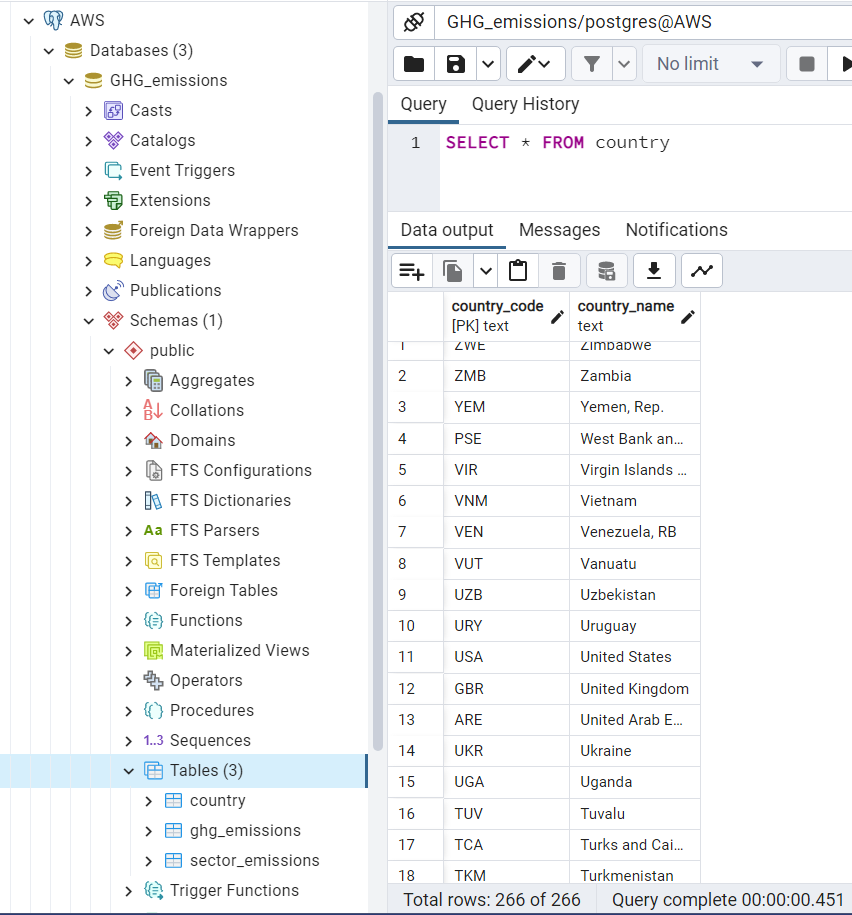 AWS
Databases (3)
GHG_emissions
Casts
Catalogs
Event Triggers
Extensions
Foreign Data Wrappers
Languages
Publications
Schemas (1)
public
Aggregates
Collations
Domains
FTS Configurations
FTS Dictionaries
Aa FTS Parsers
FTS Templates
Foreign Tables
Functions
Materialized Views
Operators
Procedures
1..3 Sequences
Tables (3)
country
ghg_emissions
sector_emissions
Trigger Functions
GHG_emissions/postgres@AWS
No limit
Query Query History
1 SELECT * FROM country
Data output Messages Notifications
country_code country_name
[PK] text text
1 ZWE Zimbabwe
2 ZMB Zambia
3 YEM Yemen, Rep.
4 PSE West Bank an...
5 VIR Virgin Islands ...
6 VNM Vietnam
7 VEN Venezuela, RB
8 VUT Vanuatu
9 UZB Uzbekistan
10 URY Uruguay
11 USA United States
12 GBR United Kingdom
13 ARE United Arab E...
14 UKR Ukraine
15 UGA Uganda
16 TUV Tuvalu
17 TCA Turks and Cai...
18 TKM Turkmenistan
Total rows: 266 of 266 Query complete 00:00:00.451